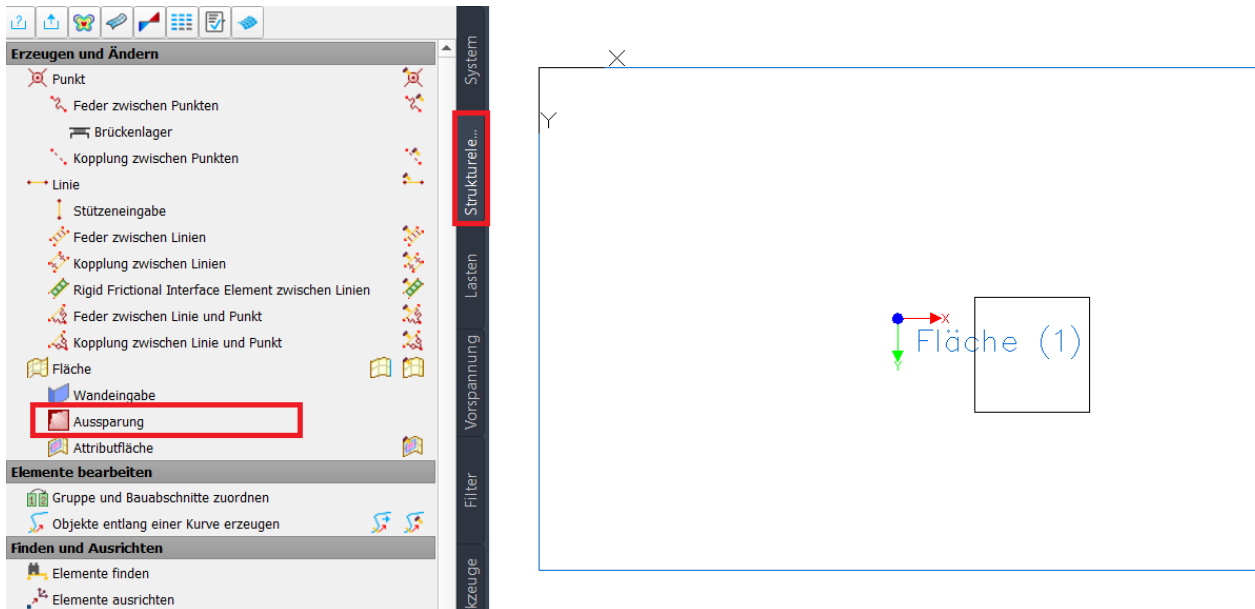 Erzeugen und Ändern
Punkt
Feder zwischen Punkten
Brückenlager
Kopplung zwischen Punkten
Linie
Stützeneingabe
Feder zwischen Linien
Kopplung zwischen Linien
Rigid Frictional Interface Element zwischen Linien
Feder zwischen Linie und Punkt
Kopplung zwischen Linie und Punkt
Fläche
Wandeingabe
Aussparung
Attributfläche
Elemente bearbeiten
Gruppe und Bauabschnitte zuordnen
Objekte entlang einer Kurve erzeugen
Finden und Ausrichten
Elemente finden
Elemente ausrichten
System
Strukturele...
Lasten
Vorspannung
Filter
kzeuge
X
Y
X
Fläche (1)
Y